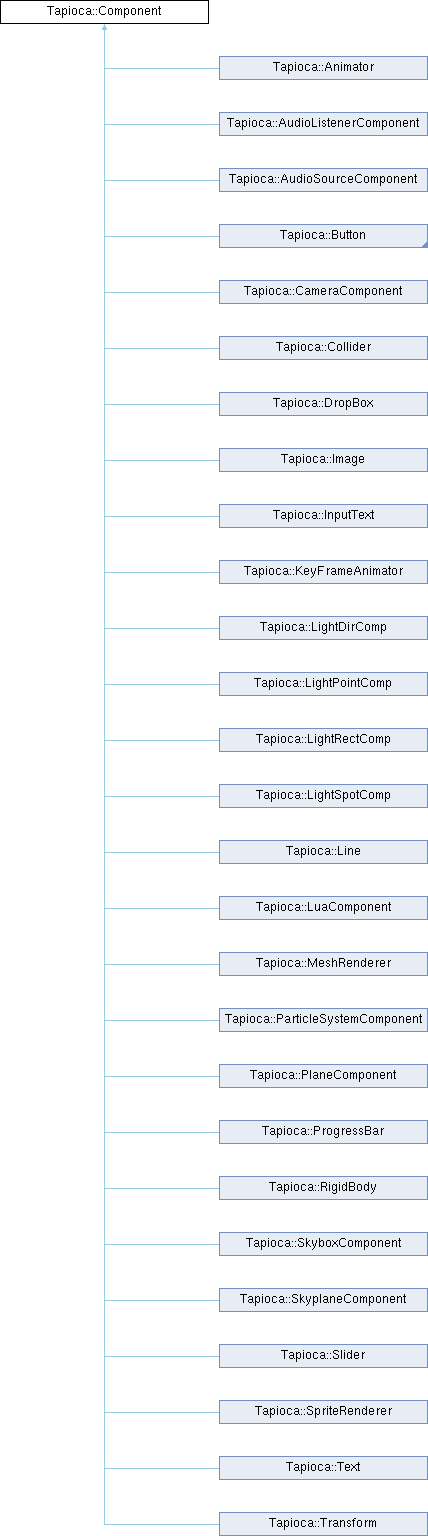 Tapioca::Component
Tapioca::Animator
Tapioca::AudioListenerComponent
Tapioca::AudioSourceComponent
Tapioca::Button
Tapioca::CameraComponent
Tapioca::Collider
Tapioca::DropBox
Tapioca::Image
Tapioca::InputText
Tapioca::KeyFrameAnimator
Tapioca::LightDirComp
Tapioca::LightPointComp
Tapioca::LightRectComp
Tapioca::LightSpotComp
Tapioca::Line
Tapioca::LuaComponent
Tapioca::MeshRenderer
Tapioca::ParticleSystemComponent
Tapioca::PlaneComponent
Tapioca::ProgressBar
Tapioca::RigidBody
Tapioca::SkyboxComponent
Tapioca::SkyplaneComponent
Tapioca::Slider
Tapioca::SpriteRenderer
Tapioca::Text
Tapioca::Transform